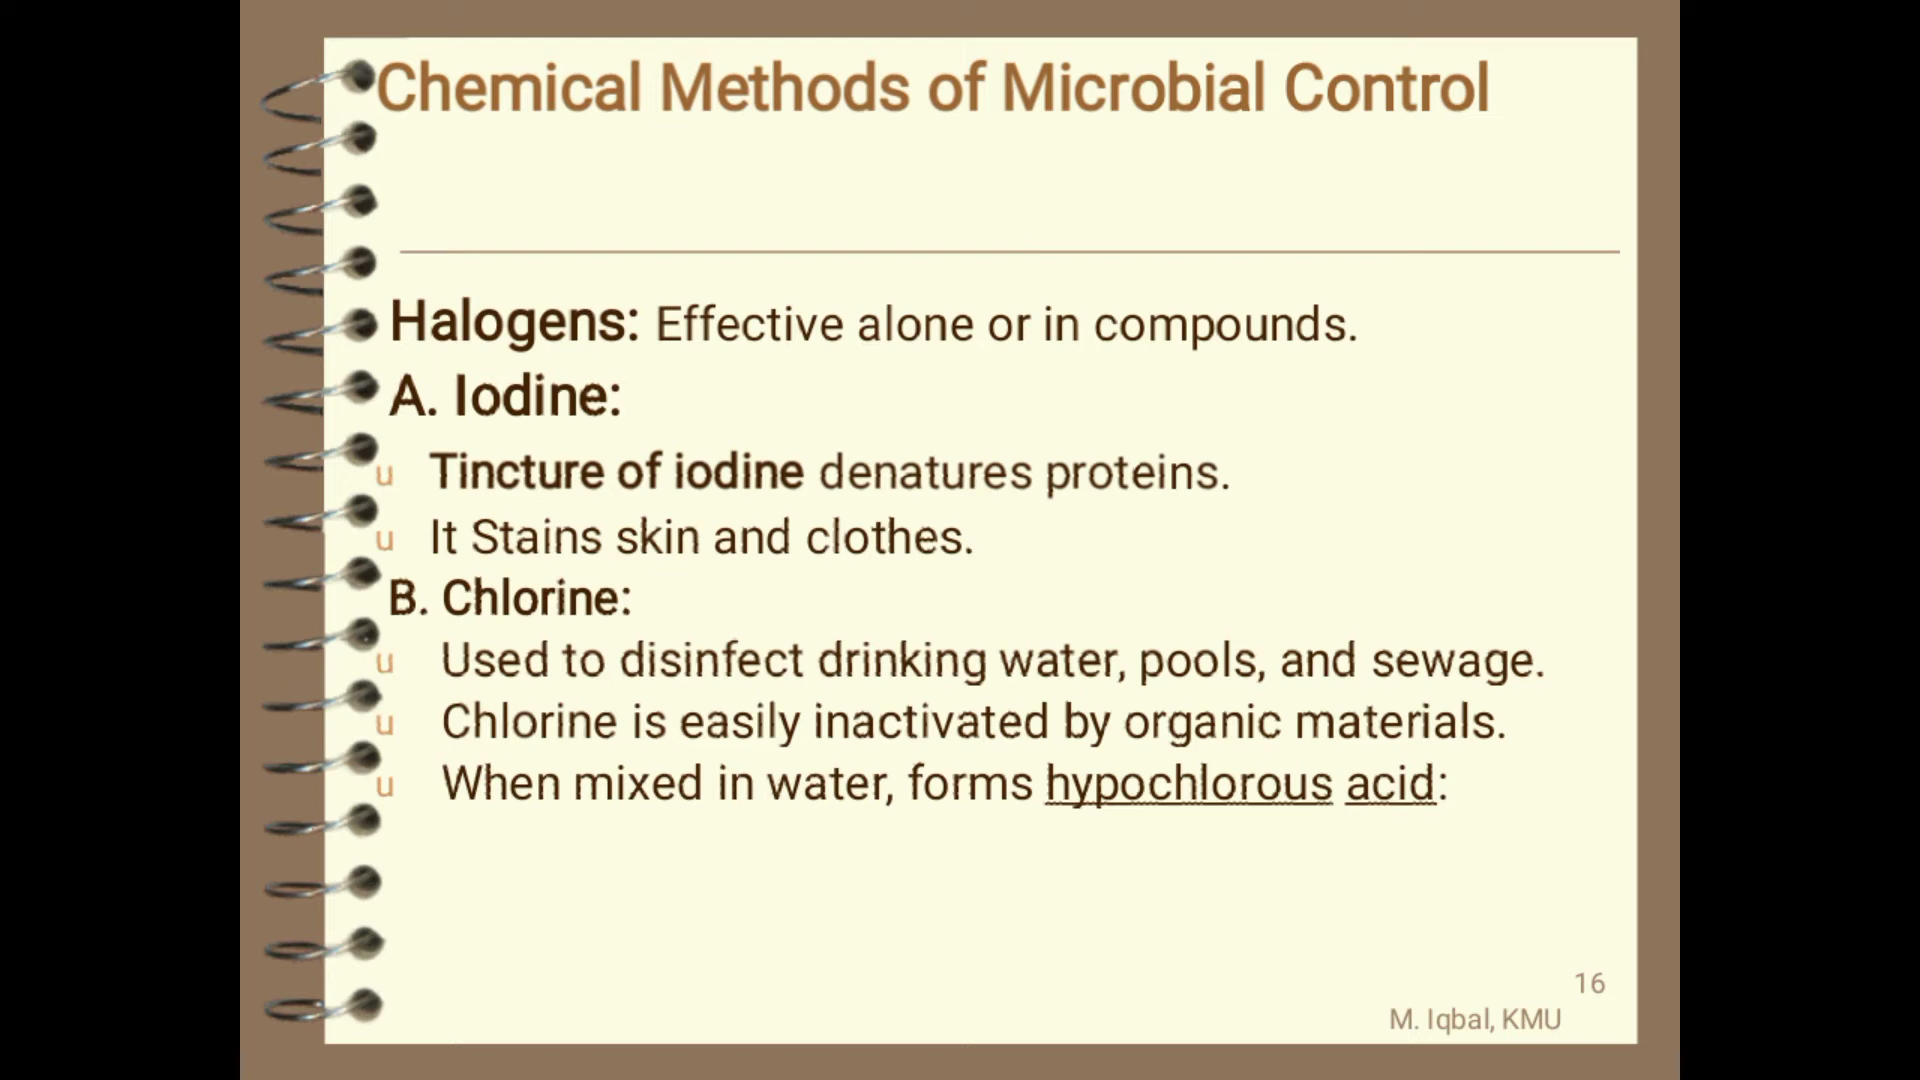 Chemical Methods of Microbial Control
Halogens: Effective alone or in compounds.
A. Iodine:
u Tincture of iodine denatures proteins.
u It Stains skin and clothes.
B. Chlorine:
u Used to disinfect drinking water, pools, and sewage.
u Chlorine is easily inactivated by organic materials.
u When mixed in water, forms hypochlorous acid:
16
M. Iqbal, KMU